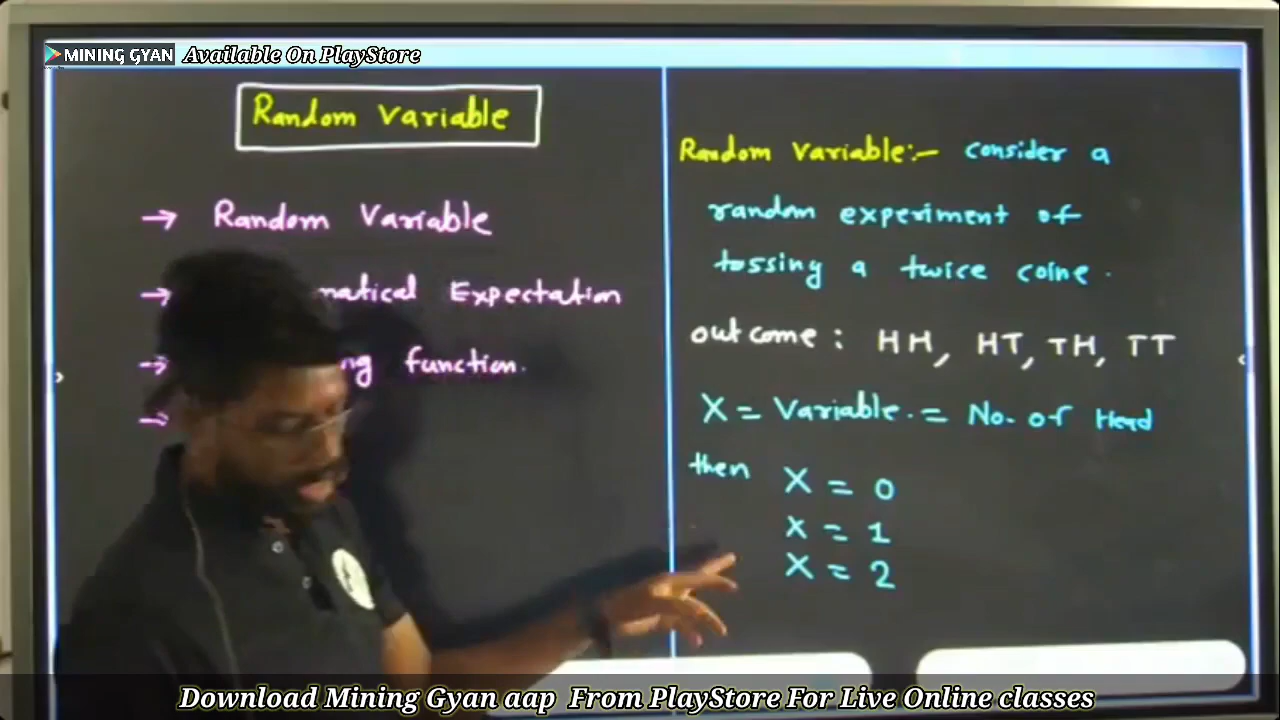 MINING GYAN Available On PlayStore
Random Variable
→ Random Variable
→ matical Expectation
→ ng function.
→
Random Variable:- consider a
random experiment of
tossing a twice coine.
outcome: HH, HT, TH, TT
X = Variable. = No. of Head
then X = 0
X = 1
X = 2
Download Mining Gyan aap From PlayStore For Live Online classes